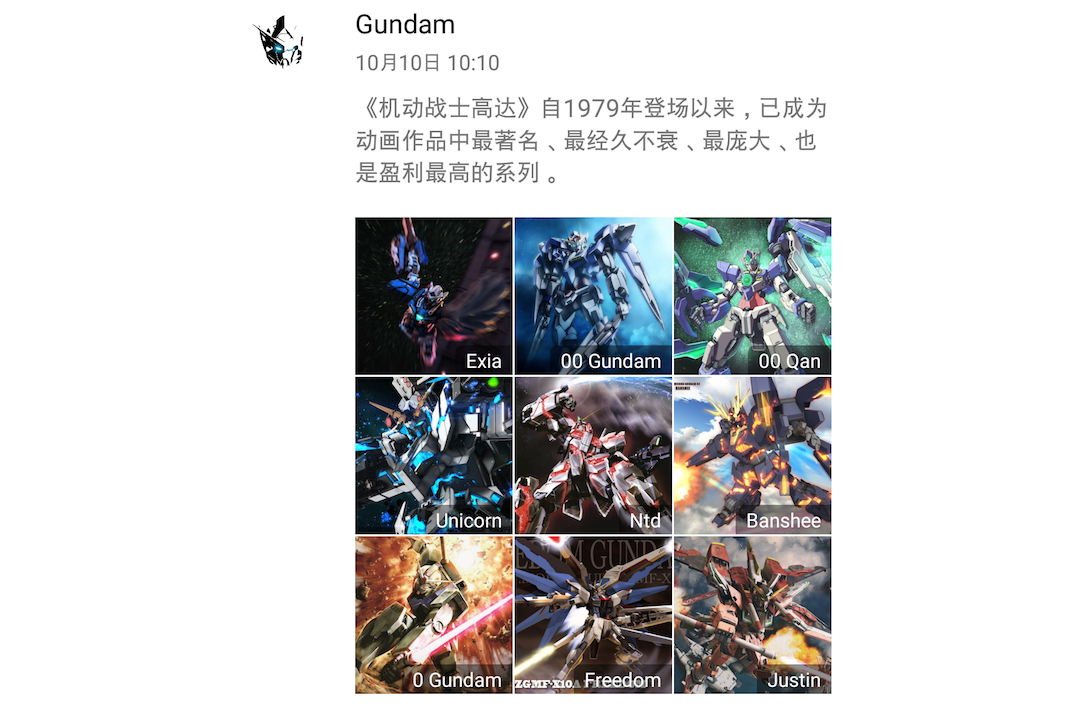 Gundam
10月10日 10:10
《机动战士高达》自1979年登场以来，已成为
动画作品中最著名、最经久不衰、最庞大、也
是盈利最高的系列。
Exia
00 Gundam
00 Qan
Unicorn
Ntd
BANSHEE
Banshee
0 Gundam
GUNDA
ZGMF-X10A
Freedom
Justin